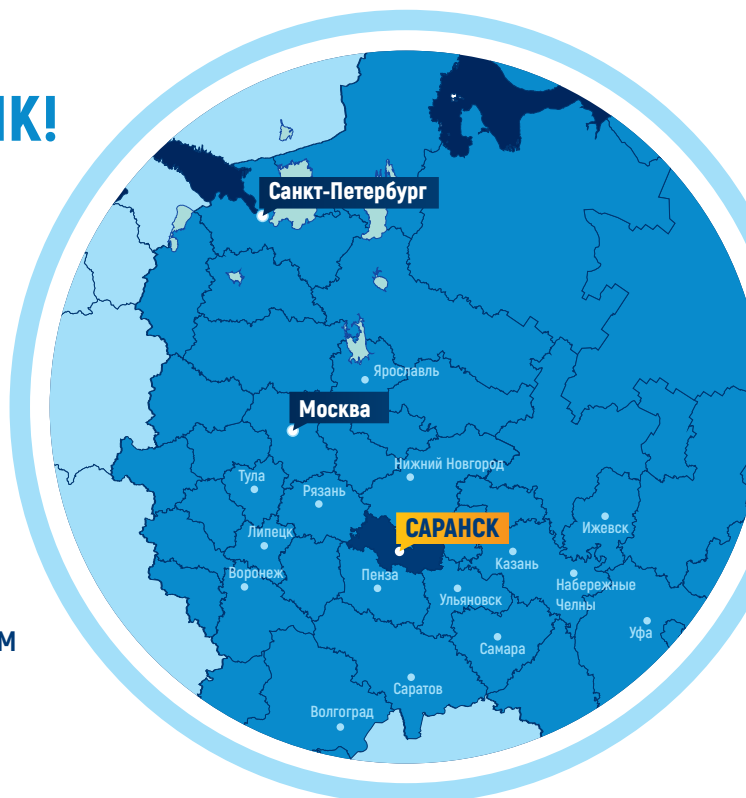 ИК!
Санкт-Петербург
Ярославль
Москва
Нижний Новгород
Тула
Рязань
САРАНСК
Ижевск
Липецк
Казань
Воронеж
Пенза
Ульяновск
Набережные
Челны
Уфа
м
Самара
Саратов
Волгоград